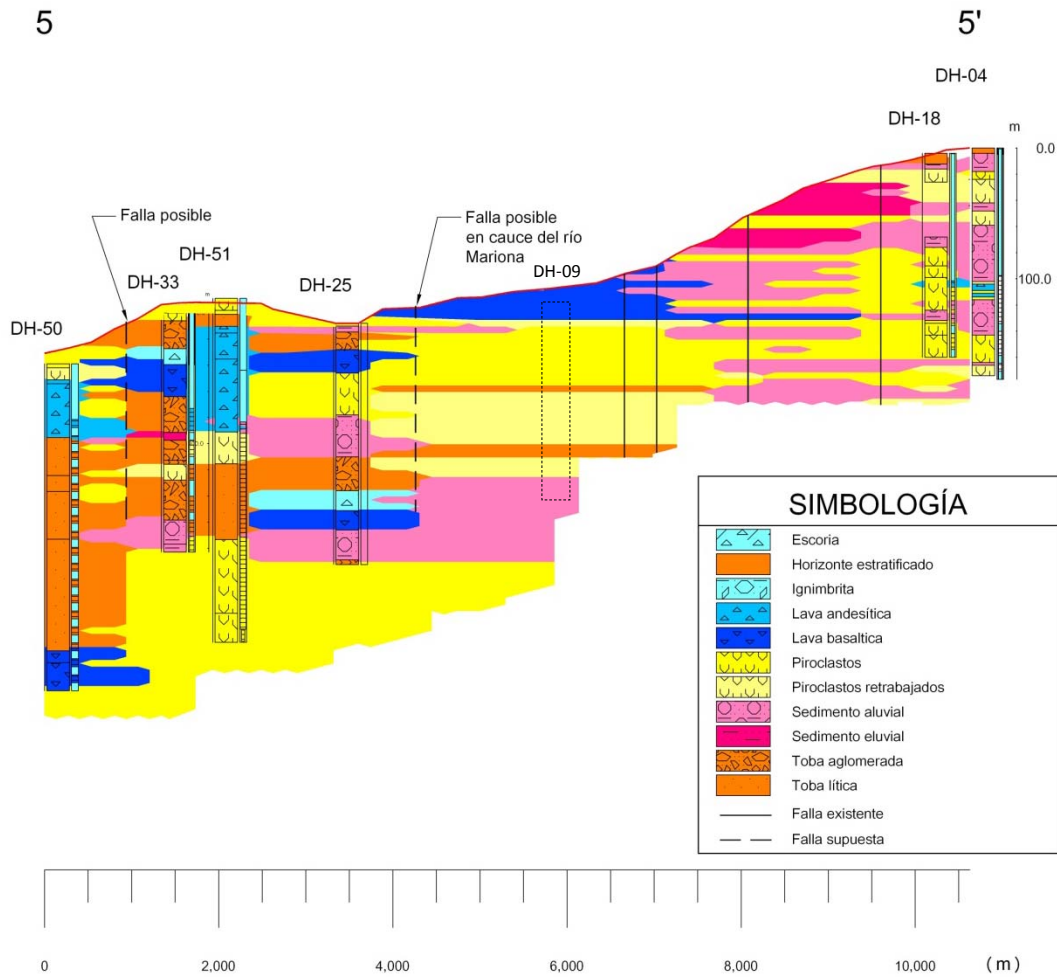 5
5'
DH-04
DH-18
m
0.0
Falla posible
Falla posible
en cauce del río
Mariona
DH-51
DH-33
DH-25
DH-09
m
100.0
DH-50
SIMBOLOGÍA
Escoria
Horizonte estratificado
Ignimbrita
Lava andesítica
Lava basaltica
Piroclastos
Piroclastos retrabajados
Sedimento aluvial
Sedimento eluvial
Toba aglomerada
Toba lítica
Falla existente
Falla supuesta
0
2,000
4,000
6,000
8,000
10,000
(m)